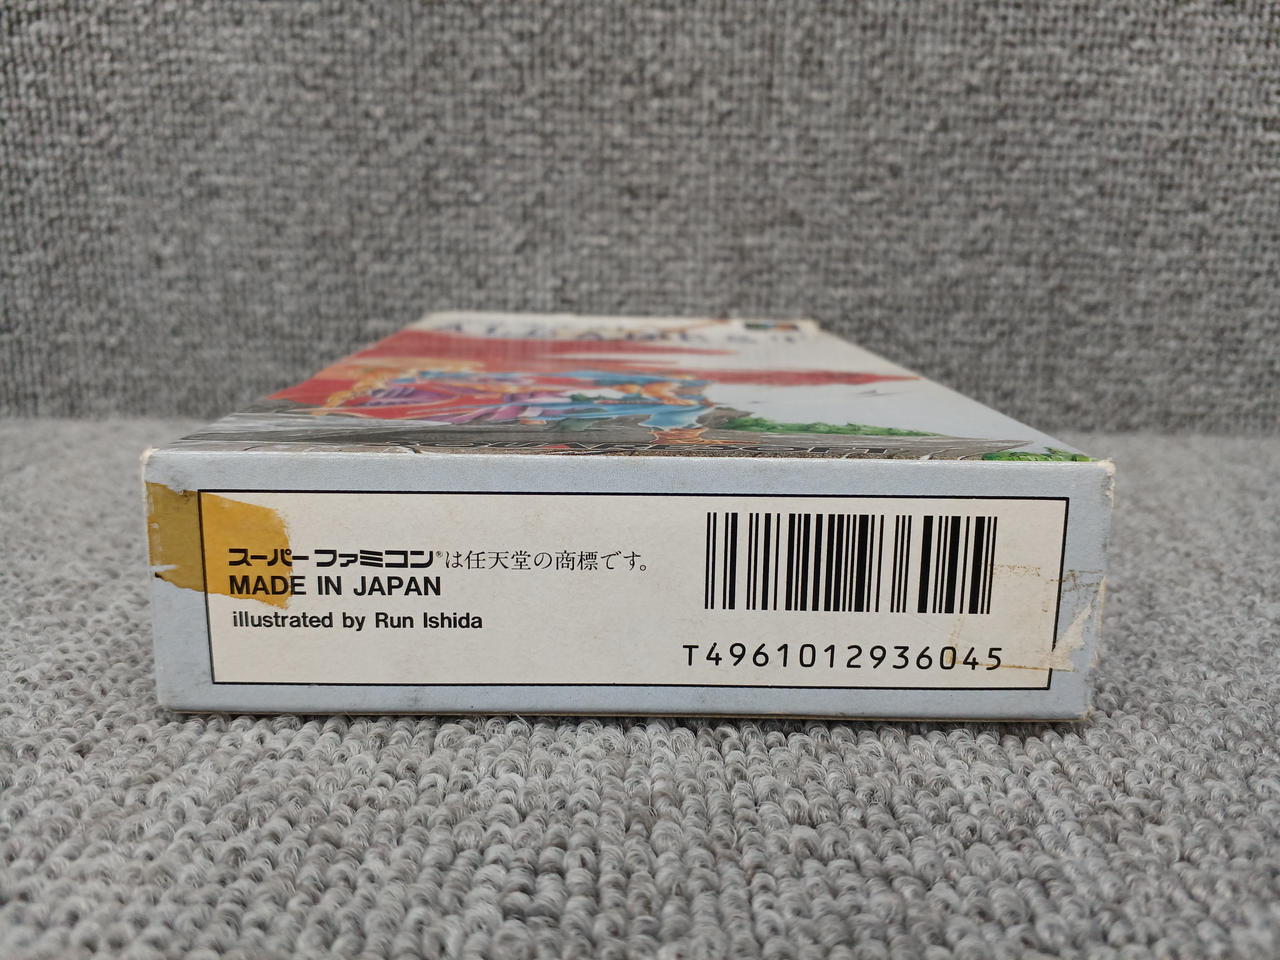 スーパーファミコン®は任天堂の商標です。
MADE IN JAPAN
illustrated by Run Ishida
T4961012936045